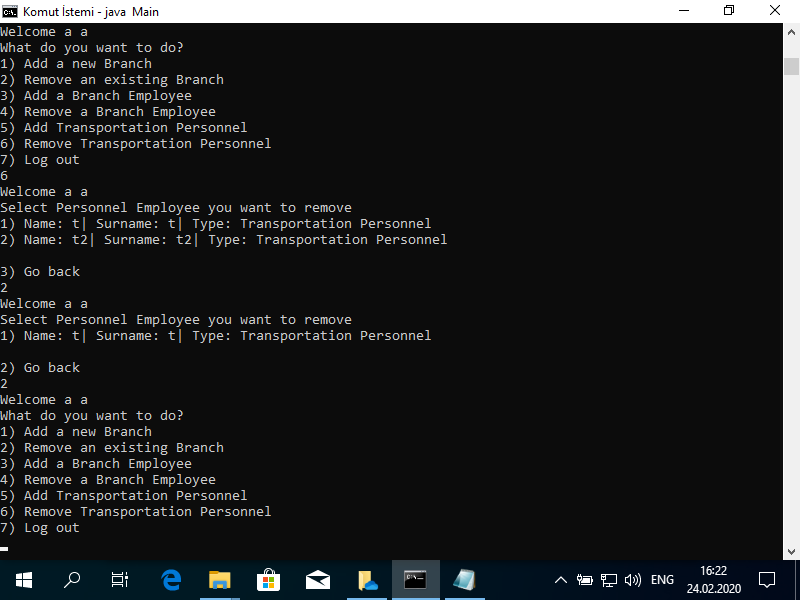 Komut İstemi - java  Main
Welcome a a
What do you want to do?
1) Add a new Branch
2) Remove an existing Branch
3) Add a Branch Employee
4) Remove a Branch Employee
5) Add Transportation Personnel
6) Remove Transportation Personnel
7) Log out
6
Welcome a a
Select Personnel Employee you want to remove
1) Name: t| Surname: t| Type: Transportation Personnel
2) Name: t2| Surname: t2| Type: Transportation Personnel
3) Go back
2
Welcome a a
Select Personnel Employee you want to remove
1) Name: t| Surname: t| Type: Transportation Personnel
2) Go back
2
Welcome a a
What do you want to do?
1) Add a new Branch
2) Remove an existing Branch
3) Add a Branch Employee
4) Remove a Branch Employee
5) Add Transportation Personnel
6) Remove Transportation Personnel
7) Log out
ENG
16:22
24.02.2020